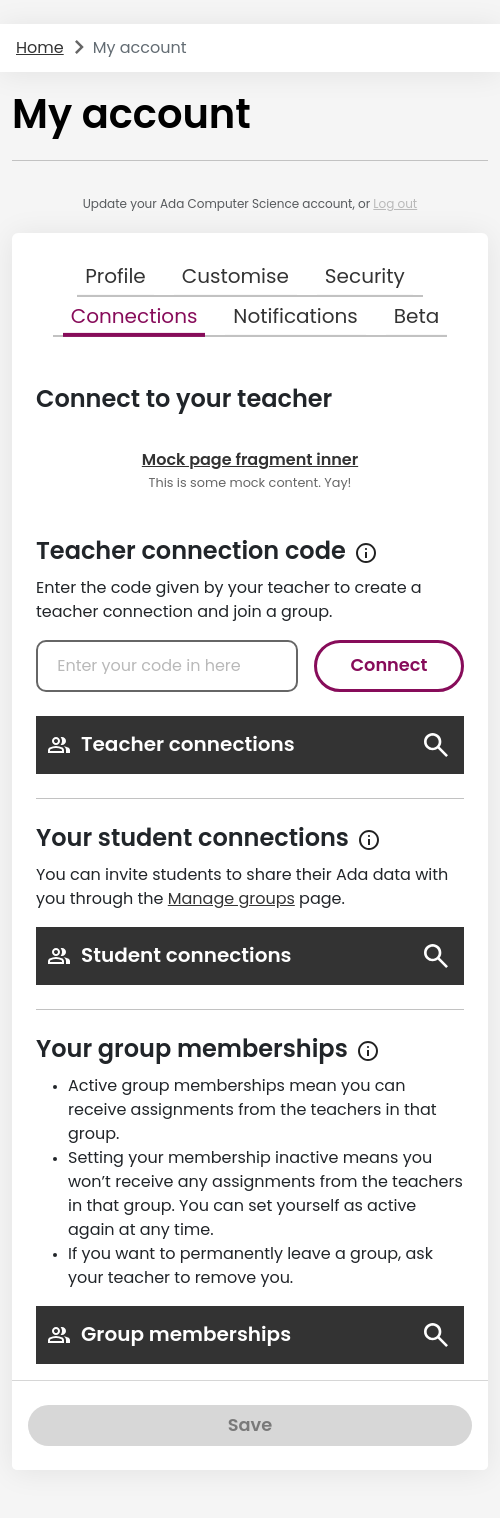 Home > My account
My account
Update your Ada Computer Science account, or Log out
Profile Customise Security
Connections Notifications Beta
Connect to your teacher
Mock page fragment inner
This is some mock content. Yay!
Teacher connection code
Enter the code given by your teacher to create a
teacher connection and join a group.
Enter your code in here Connect
Teacher connections
Your student connections
You can invite students to share their Ada data with
you through the Manage groups page.
Student connections
Your group memberships
• Active group memberships mean you can
receive assignments from the teachers in that
group.
• Setting your membership inactive means you
won’t receive any assignments from the teachers
in that group. You can set yourself as active
again at any time.
• If you want to permanently leave a group, ask
your teacher to remove you.
Group memberships
Save